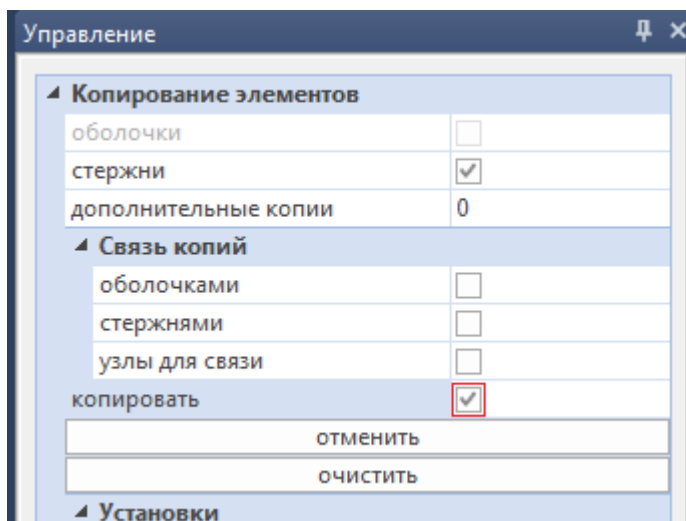 Управление
Копирование элементов
оболочки
стержни
дополнительные копии 0
Связь копий
оболочками
стержнями
узлы для связи
копировать
отменить
очистить
Установки